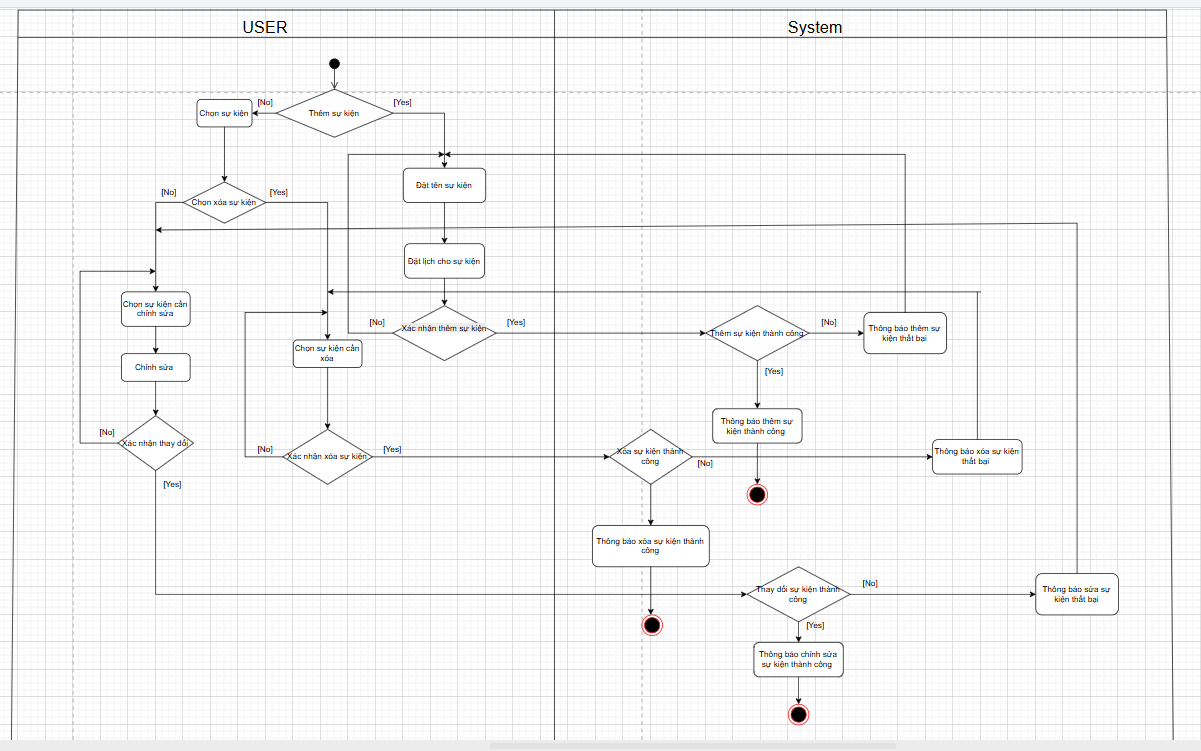 USER
System
[No]
[Yes]
Chọn sự kiện
Thêm sự kiện
[No]
[Yes]
Chọn xóa sự kiện
Đặt tên sự kiện
Đặt lịch cho sự kiện
Chọn sự kiện cần
chỉnh sửa
[No]
Xác nhận thêm sự kiện
[Yes]
Thêm sự kiện thành công
[No]
Thông báo thêm sự
kiện thất bại
Chọn sự kiện cần
xóa
Chỉnh sửa
[Yes]
Thông báo thêm sự
kiện thành công
[No]
Xác nhận thay đổi
[No]
Xác nhận xóa sự kiện
[Yes]
Xóa sự kiện thành
công
[No]
Thông báo xóa sự kiện
thất bại
[Yes]
Thông báo xóa sự kiện thành
công
Thay đổi sự kiện thành
công
[No]
Thông báo sửa sự
kiện thất bại
[Yes]
Thông báo chỉnh sửa
sự kiện thành công